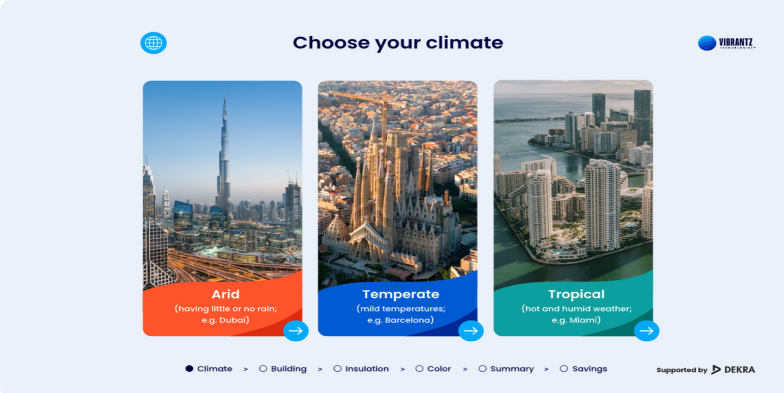 Choose your climate
VIBRANTZ
TECHNOLOGIES
Arid
(having little or no rain;
e.g. Dubai)
Temperate
(mild temperatures;
e.g. Barcelona)
Tropical
(hot and humid weather;
e.g. Miami)
Climate > Building > Insulation > Color > Summary > Savings
Supported by DEKRA